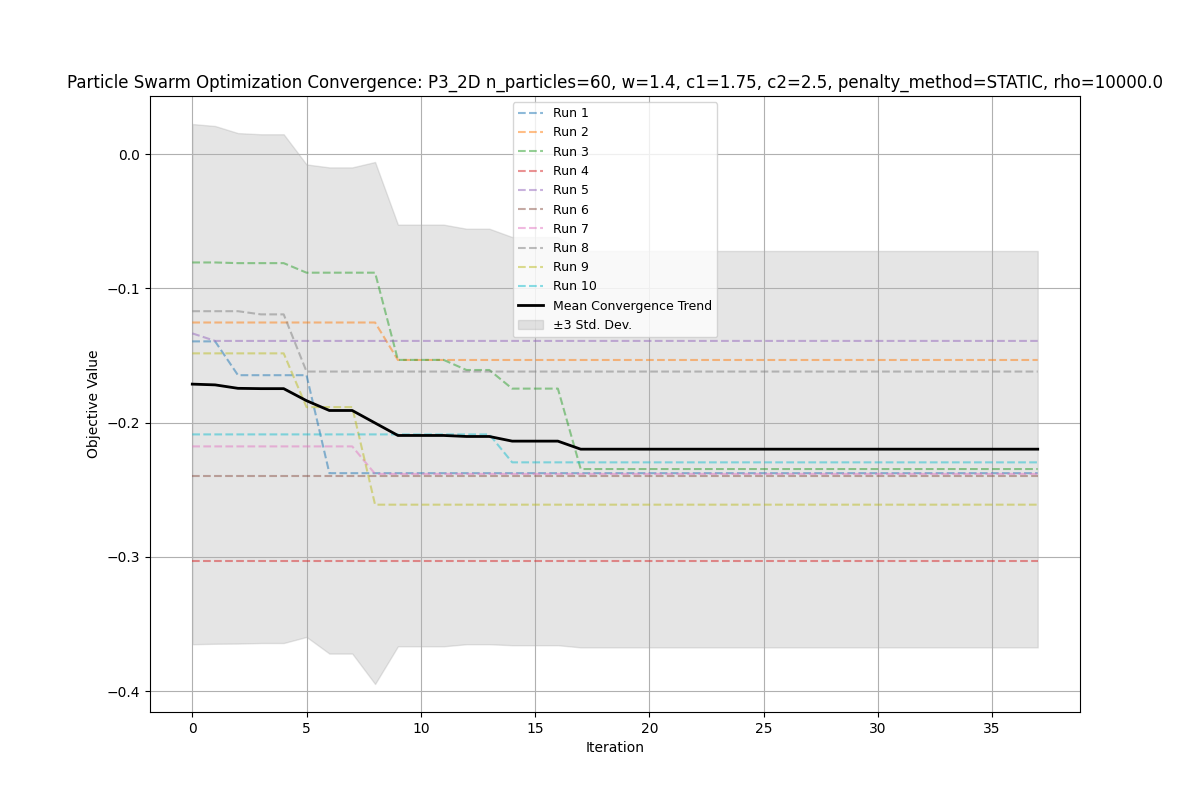 Particle Swarm Optimization Convergence: P3_2D n_particles=60, w=1.4, c1=1.75, c2=2.5, penalty_method=STATIC, rho=10000.0
Run 1
Run 2
Run 3
Run 4
Run 5
Run 6
Run 7
Run 8
Run 9
Run 10
Mean Convergence Trend
±3 Std. Dev.
Objective Value
0.0
−0.1
−0.2
−0.3
−0.4
0 5 10 15 20 25 30 35
Iteration